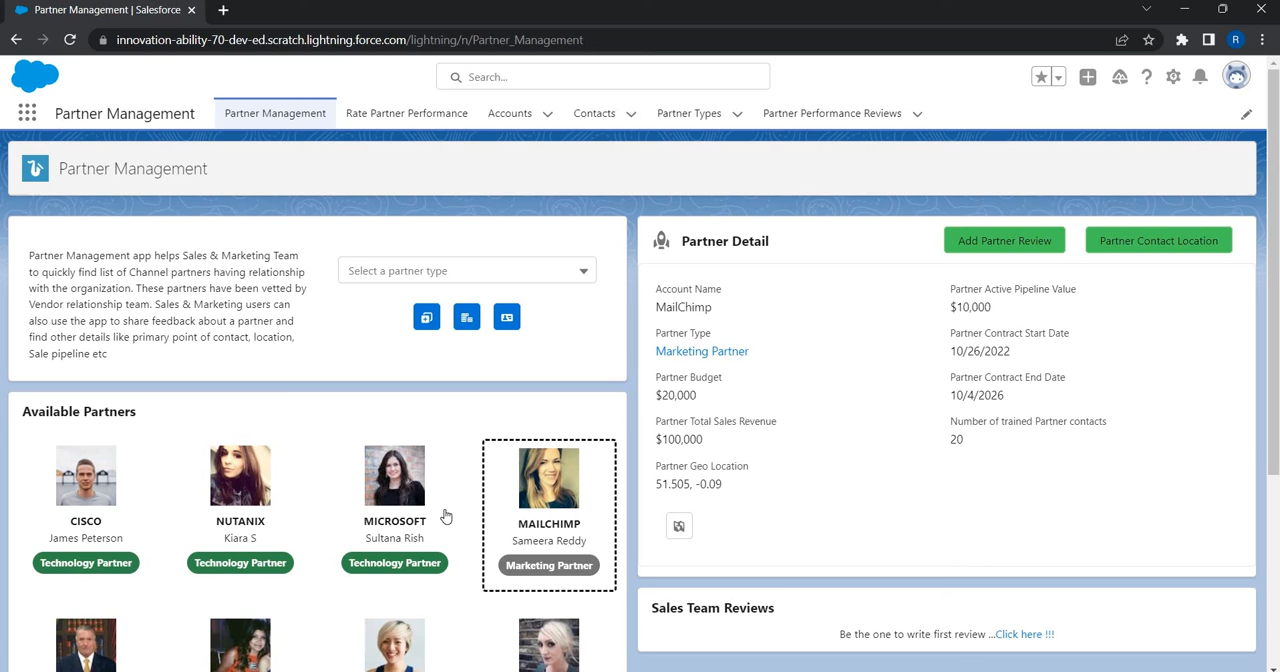 Partner Management | Salesforce
innovation-ability-70-dev-ed.scratch.lightning.force.com/lightning/n/Partner_Management
R
Search...
Partner Management
Partner Management
Rate Partner Performance
Accounts
Contacts
Partner Types
Partner Performance Reviews
Partner Management
Partner Management app helps Sales & Marketing Team
to quickly find list of Channel partners having relationship
with the organization. These partners have been vetted by
Vendor relationship team. Sales & Marketing users can
also use the app to share feedback about a partner and
find other details like primary point of contact, location,
Sale pipeline etc
Select a partner type
Available Partners
CISCO
James Peterson
Technology Partner
NUTANIX
Kiara S
Technology Partner
MICROSOFT
Sultana Rish
Technology Partner
MAILCHIMP
Sameera Reddy
Marketing Partner
Partner Detail
Add Partner Review
Partner Contact Location
Account Name
MailChimp
Partner Active Pipeline Value
$10,000
Partner Type
Marketing Partner
Partner Contract Start Date
10/26/2022
Partner Budget
$20,000
Partner Contract End Date
10/4/2026
Partner Total Sales Revenue
$100,000
Number of trained Partner contacts
20
Partner Geo Location
51.505, -0.09
Sales Team Reviews
Be the one to write first review ...Click here !!!